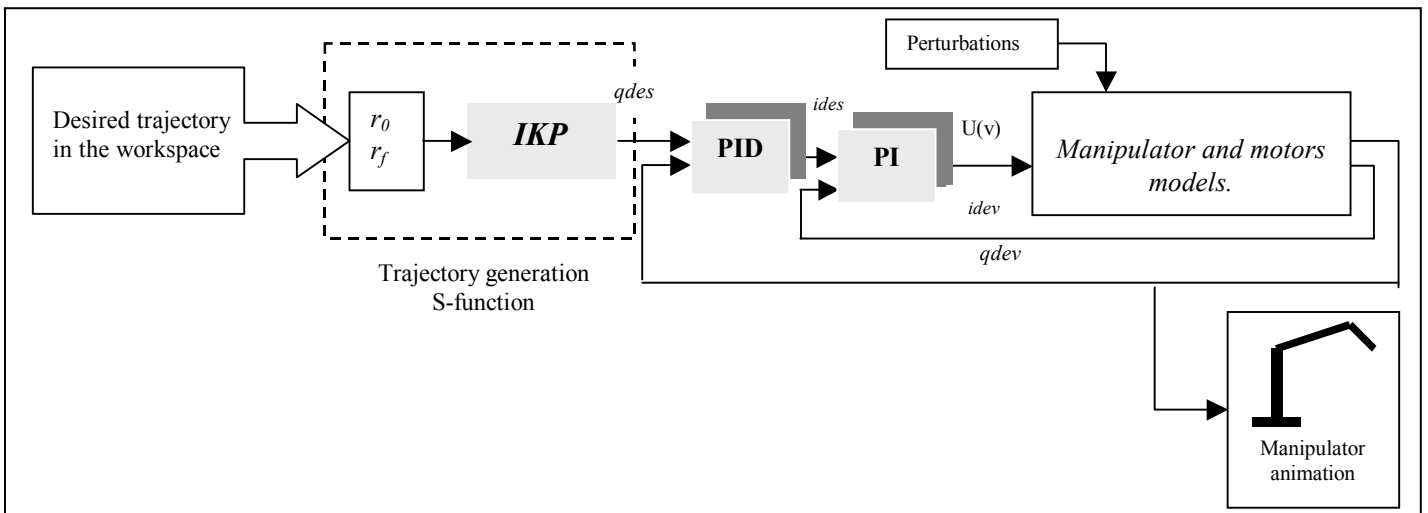 Perturbations
Desired trajectory
in the workspace
r0
rf
IKP
qdes
PID
ides
PI
U(v)
Manipulator and motors
models.
idev
qdev
Trajectory generation
S-function
Manipulator
animation